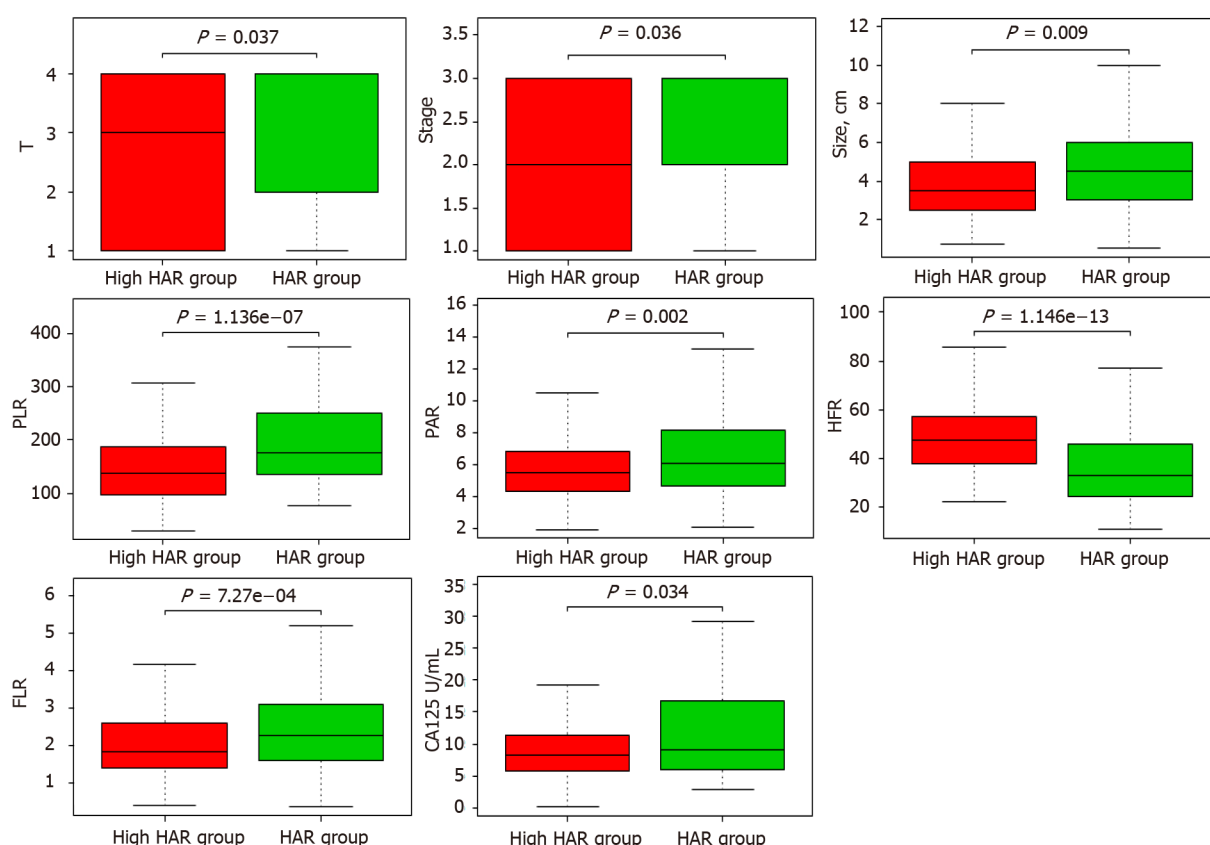 P = 0.037
T
4
3
2
1
High HAR group
HAR group
P = 0.036
Stage
3.5
3.0
2.5
2.0
1.5
1.0
High HAR group
HAR group
P = 0.009
Size, cm
12
10
8
6
4
2
High HAR group
HAR group
P = 1.136e−07
PLR
400
300
200
100
High HAR group
HAR group
P = 0.002
PAR
16
14
12
10
8
6
4
2
High HAR group
HAR group
P = 1.146e−13
HFR
100
80
60
40
20
High HAR group
HAR group
P = 7.27e−04
FLR
6
5
4
3
2
1
High HAR group
HAR group
P = 0.034
CA125 U/mL
35
30
25
20
15
10
5
0
High HAR group
HAR group